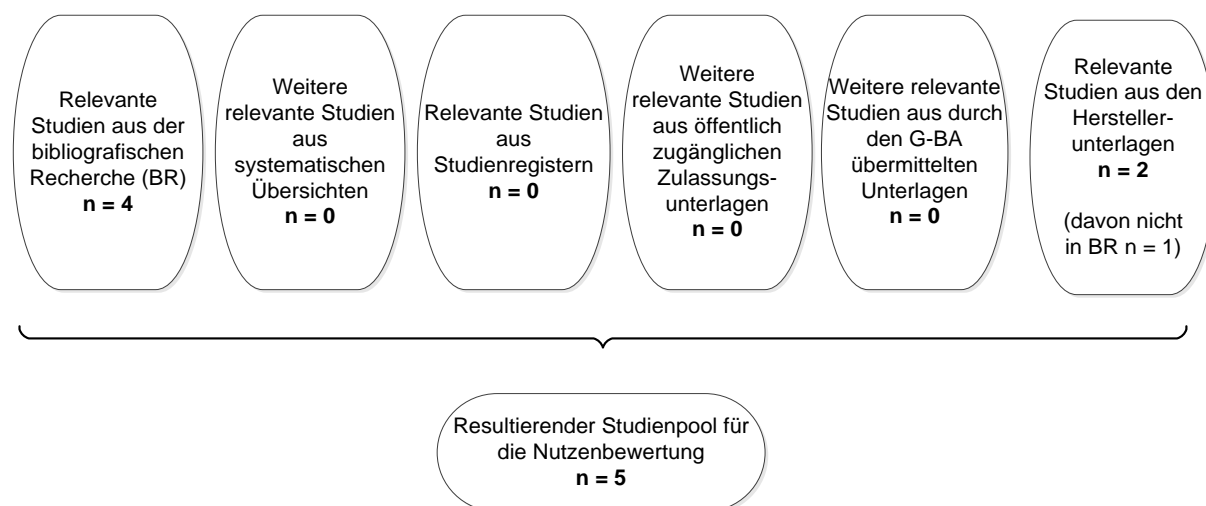 Relevante
Studien aus der
bibliografischen
Recherche (BR)
n = 4
Weitere
relevante Studien
aus
systematischen
Übersichten
n = 0
Relevante Studien
aus
Studienregistern
n = 0
Weitere
relevante Studien
aus öffentlich
zugänglichen
Zulassungs-
unterlagen
n = 0
Weitere relevante
Studien aus durch
den G-BA
übermittelten
Unterlagen
n = 0
Relevante
Studien aus den
Hersteller-
unterlagen
n = 2
(davon nicht
in BR n = 1)
Resultierender Studienpool für
die Nutzenbewertung
n = 5